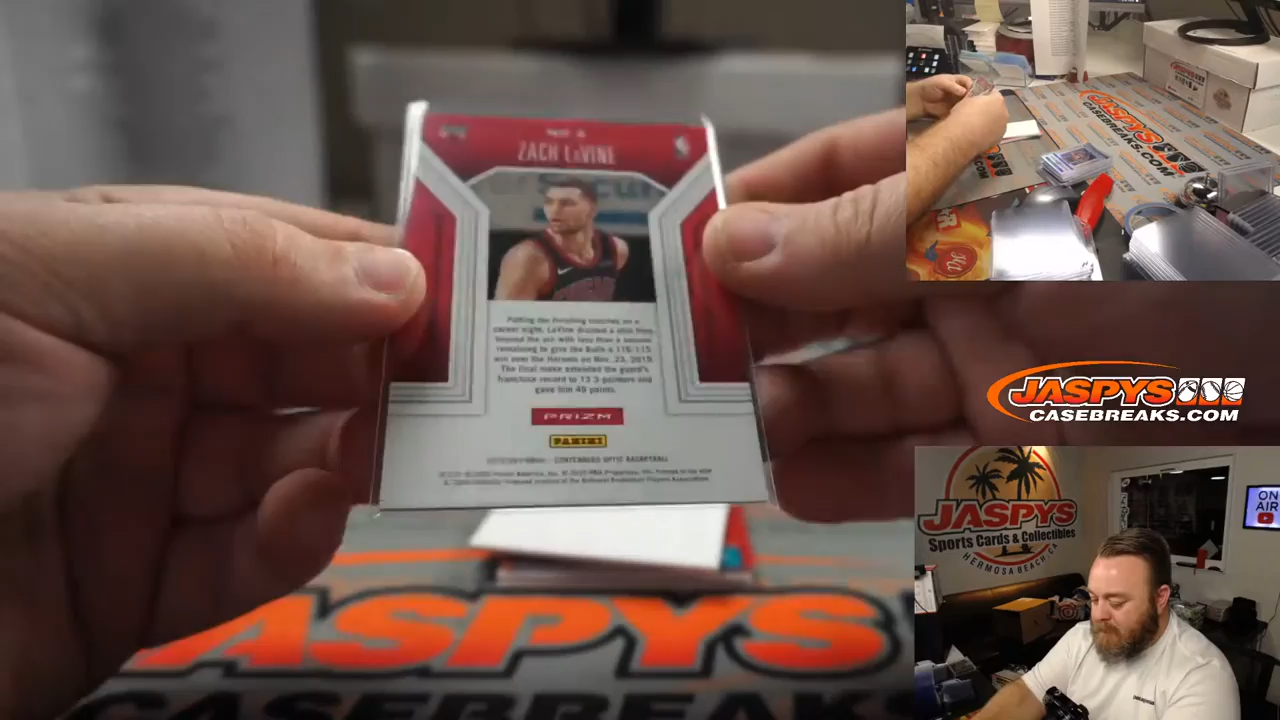 ZACH LaVINE
Putting the finishing touches on a
career night, LaVine drained a shot from
beyond the arc with less than a second
remaining to give the Bulls a 116-115
win over the Hornets on Nov. 23, 2019.
The final make extended the guard's
franchise record to 13 3-pointers and
gave him 49 points.
PRIZM
PANINI
CONTENDERS OPTIC BASKETBALL
JASPYS
CASEBREAKS.COM
JASPYS
CASEBREAKS.COM
JASPYS
Sports Cards & Collectibles
HERMOSA BEACH, CA
ON
AIR
ASPYS
CASEBREAKS